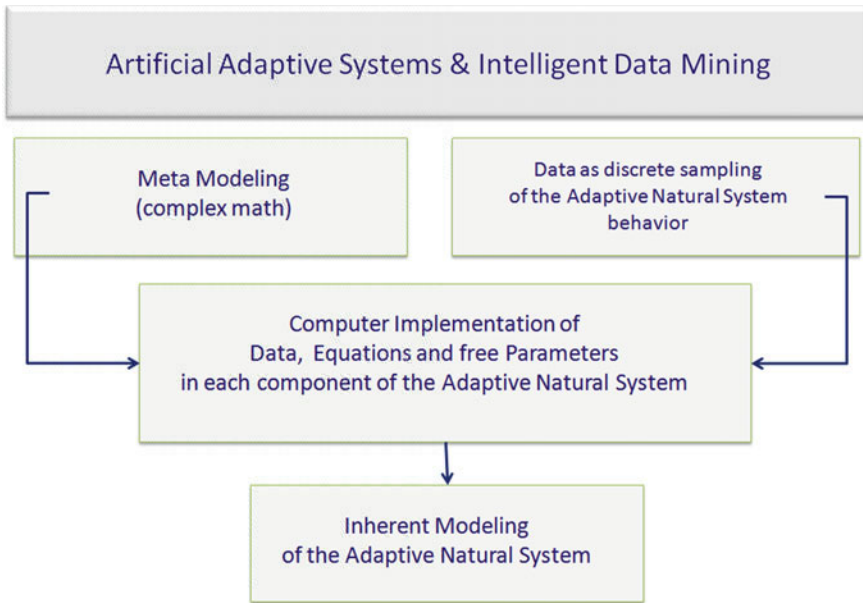 Artificial Adaptive Systems & Intelligent Data Mining
Meta Modeling
(complex math)
Data as discrete sampling
of the Adaptive Natural System
behavior
Computer Implementation of
Data, Equations and free Parameters
in each component of the Adaptive Natural System
Inherent Modeling
of the Adaptive Natural System